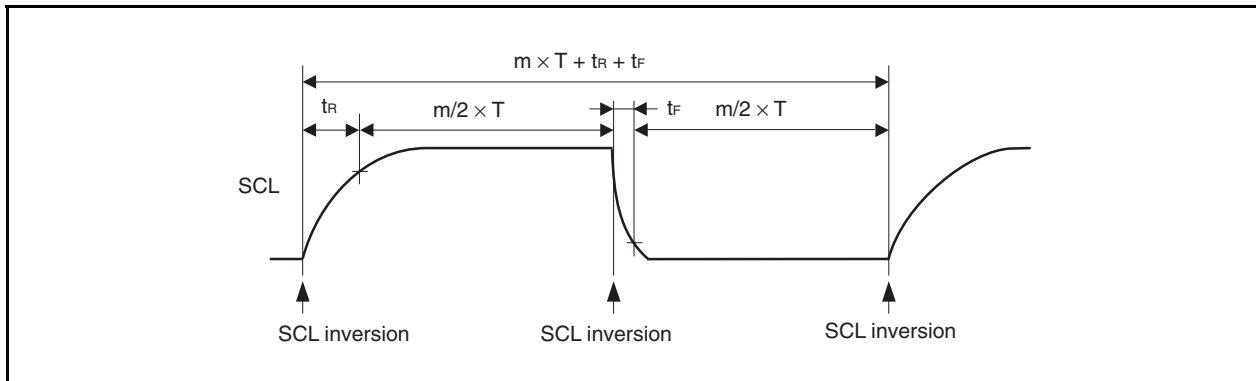 m × T + tR + tF
tR
m/2 × T
tF
m/2 × T
SCL
SCL inversion
SCL inversion
SCL inversion